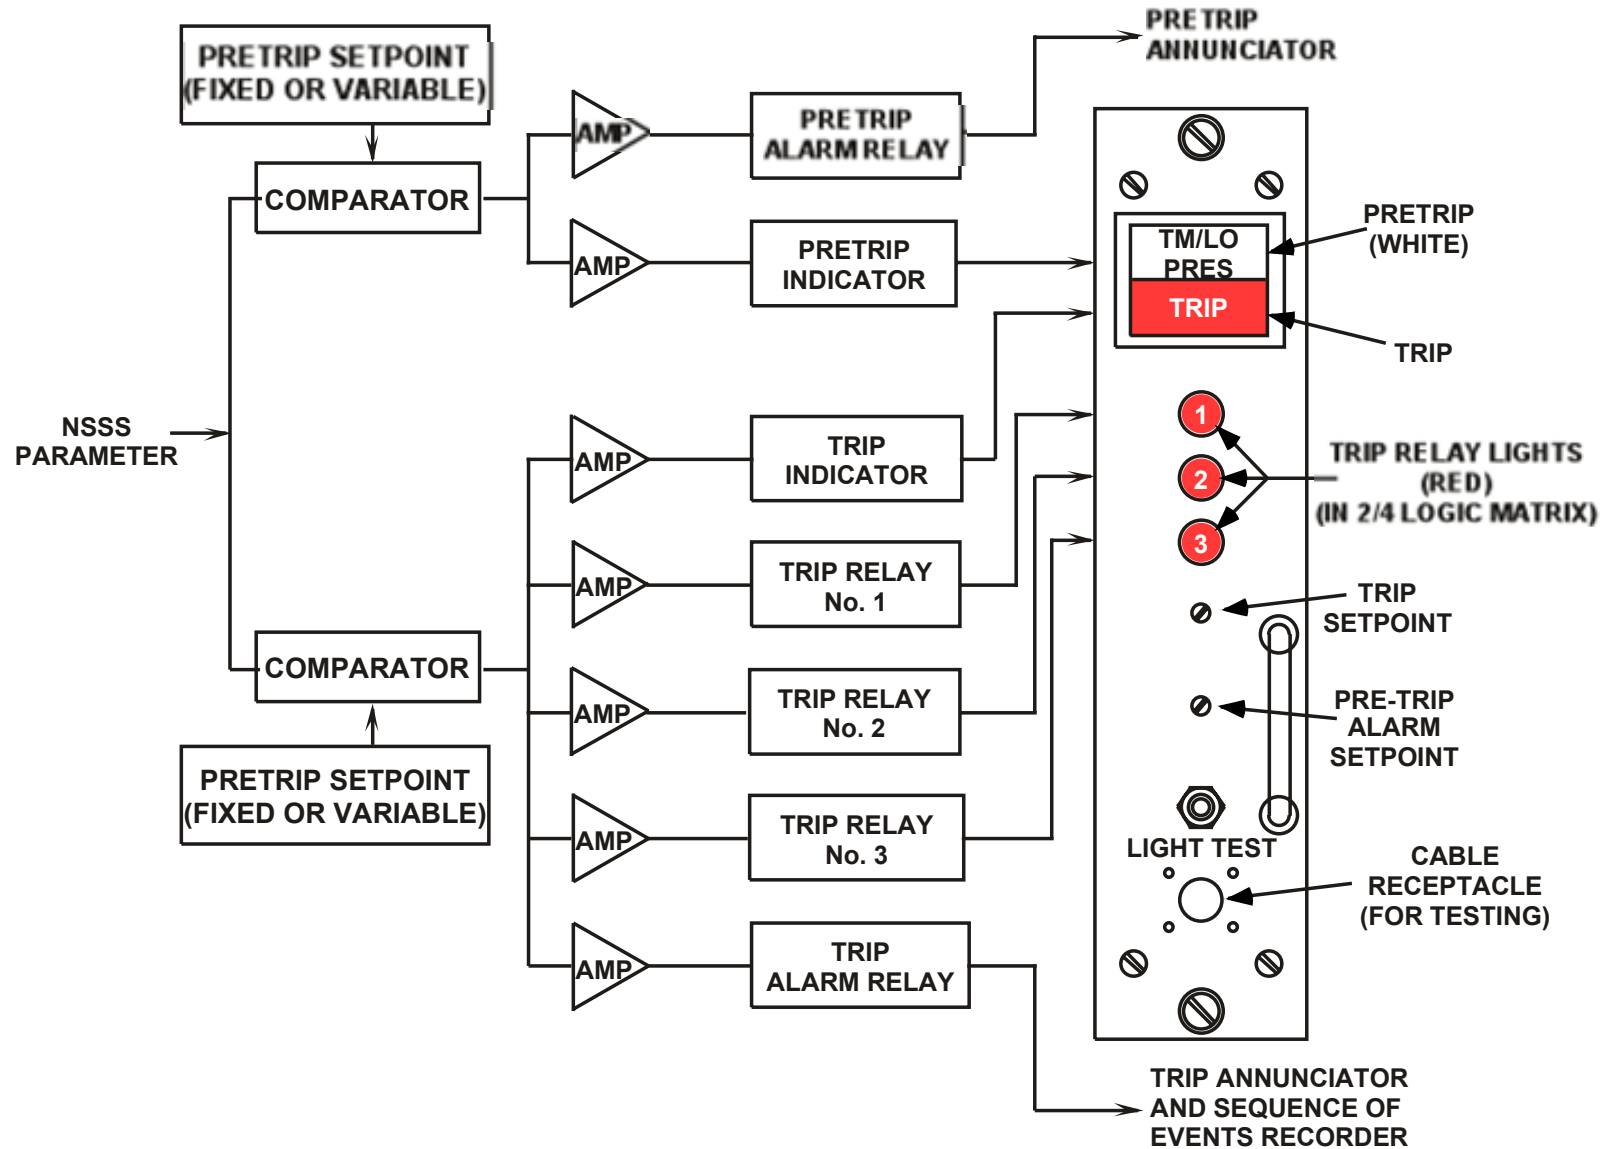 PRETRIP SETPOINT
(FIXED OR VARIABLE)
COMPARATOR
AMP
PRETRIP
ALARM RELAY
PRETRIP
ANNUNCIATOR
AMP
PRETRIP
INDICATOR
TM/LO
PRES
TRIP
PRETRIP
(WHITE)
TRIP
NSSS
PARAMETER
AMP
TRIP
INDICATOR
1
2
3
TRIP RELAY LIGHTS
(RED)
(IN 2/4 LOGIC MATRIX)
AMP
TRIP RELAY
No. 1
TRIP
SETPOINT
COMPARATOR
PRETRIP SETPOINT
(FIXED OR VARIABLE)
AMP
TRIP RELAY
No. 2
PRE-TRIP
ALARM
SETPOINT
AMP
TRIP RELAY
No. 3
LIGHT TEST
CABLE
RECEPTACLE
(FOR TESTING)
AMP
TRIP
ALARM RELAY
TRIP ANNUNCIATOR
AND SEQUENCE OF
EVENTS RECORDER